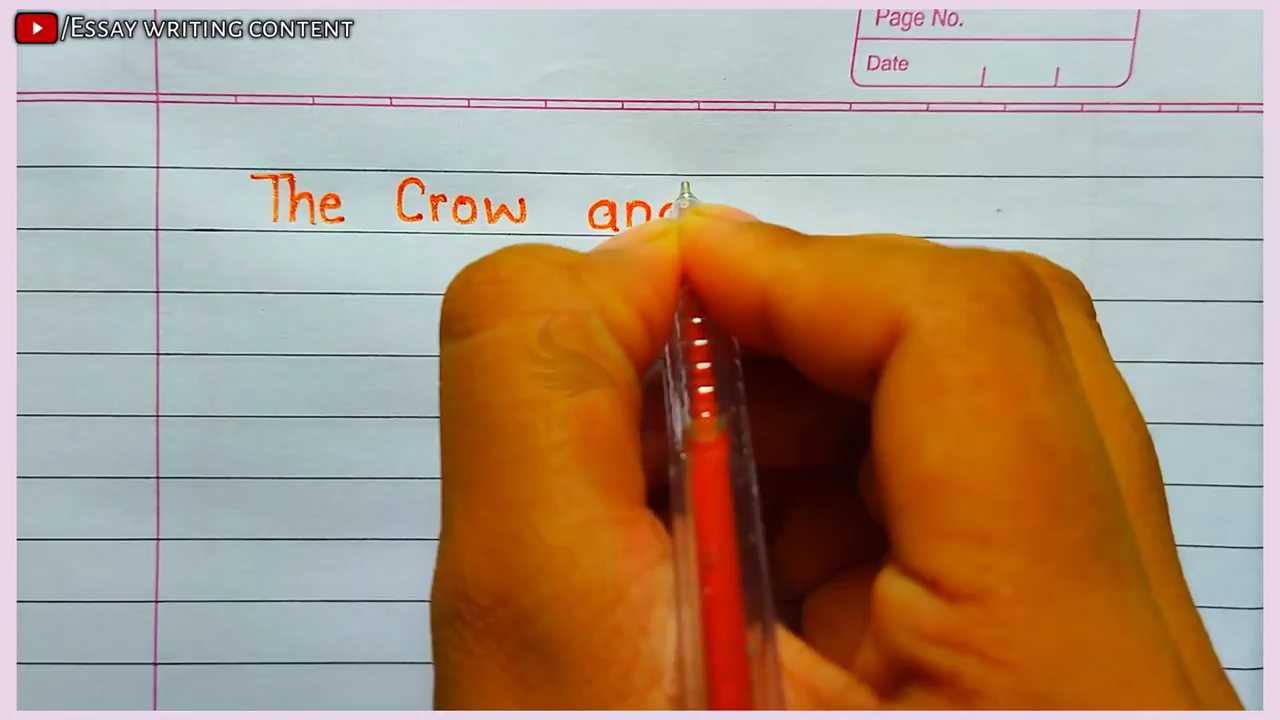 /Essay writing content
Page No.
Date
The Crow an